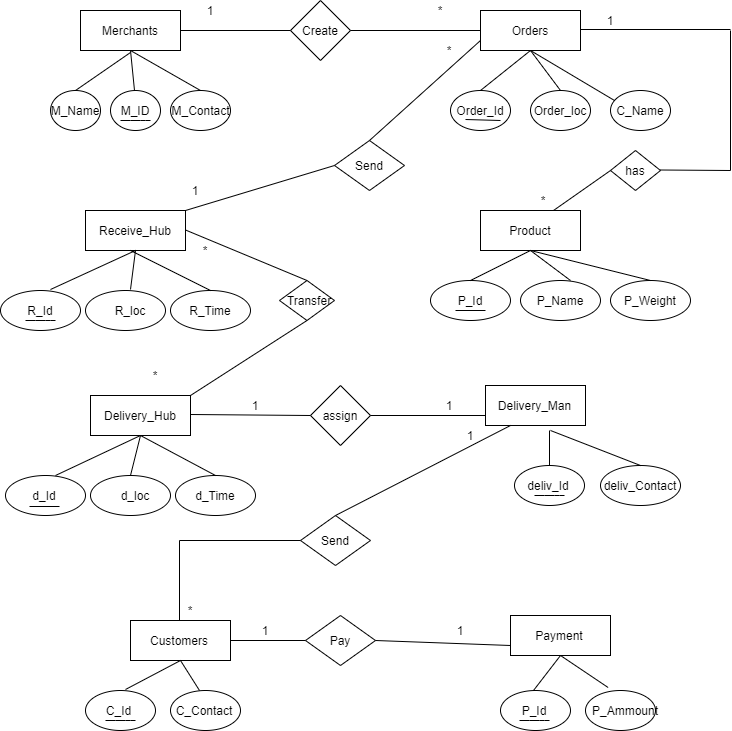 1
*
1
Merchants
Create
Orders
*
M_Name
M_ID
M_Contact
Order_Id
Order_loc
C_Name
Send
has
1
*
Receive_Hub
Product
*
R_Id
R_loc
R_Time
Transfer
P_Id
P_Name
P_Weight
*
1
1
Delivery_Hub
assign
Delivery_Man
1
d_Id
d_loc
d_Time
deliv_Id
deliv_Contact
Send
*
1
1
Customers
Pay
Payment
C_Id
C_Contact
P_Id
P_Ammount